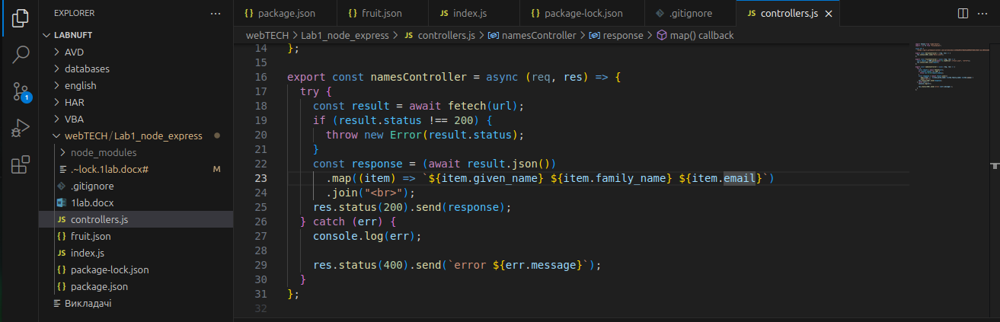 EXPLORER ...
LABNUFT
AVD
databases
english
HAR
VBA
webTECH / Lab1_node_express
node_modules
.~lock.1lab.docx# M
.gitignore
1lab.docx
JS controllers.js
{} fruit.json
JS index.js
{} package-lock.json
{} package.json
Викладачі
1
{} package.json {} fruit.json JS index.js {} package-lock.json .gitignore JS controllers.js ...
webTECH > Lab1_node_express > JS controllers.js > namesController > response > map() callback
14 };
15
16 export const namesController = async (req, res) => {
17 try {
18 const result = await fetech(url);
19 if (result.status !== 200) {
20 throw new Error(result.status);
21 }
22 const response = (await result.json())
23 .map((item) => `${item.given_name} ${item.family_name} ${item.email}`)
24 .join("<br>");
25 res.status(200).send(response);
26 } catch (err) {
27 console.log(err);
28
29 res.status(400).send(`error ${err.message}`);
30 }
31 };
32